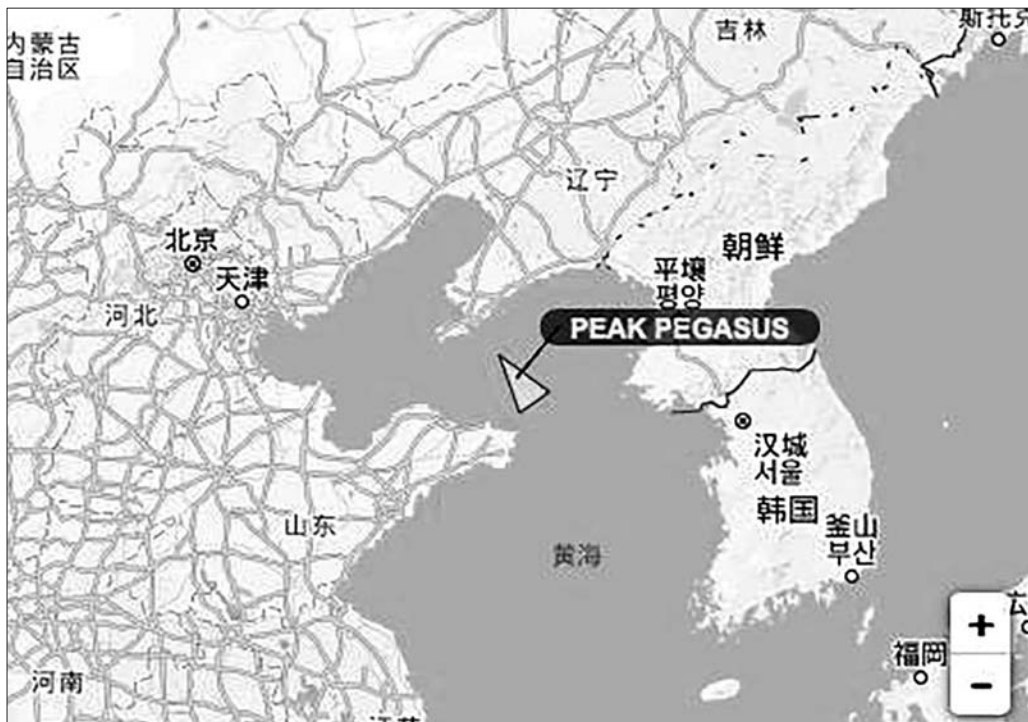 内蒙古
自治区
吉林
辽宁
北京
天津
河北
朝鲜
平壤
평양
PEAK PEGASUS
汉城
서울
韩国
山东
釜山
부산
黄海
河南
福冈
+
−